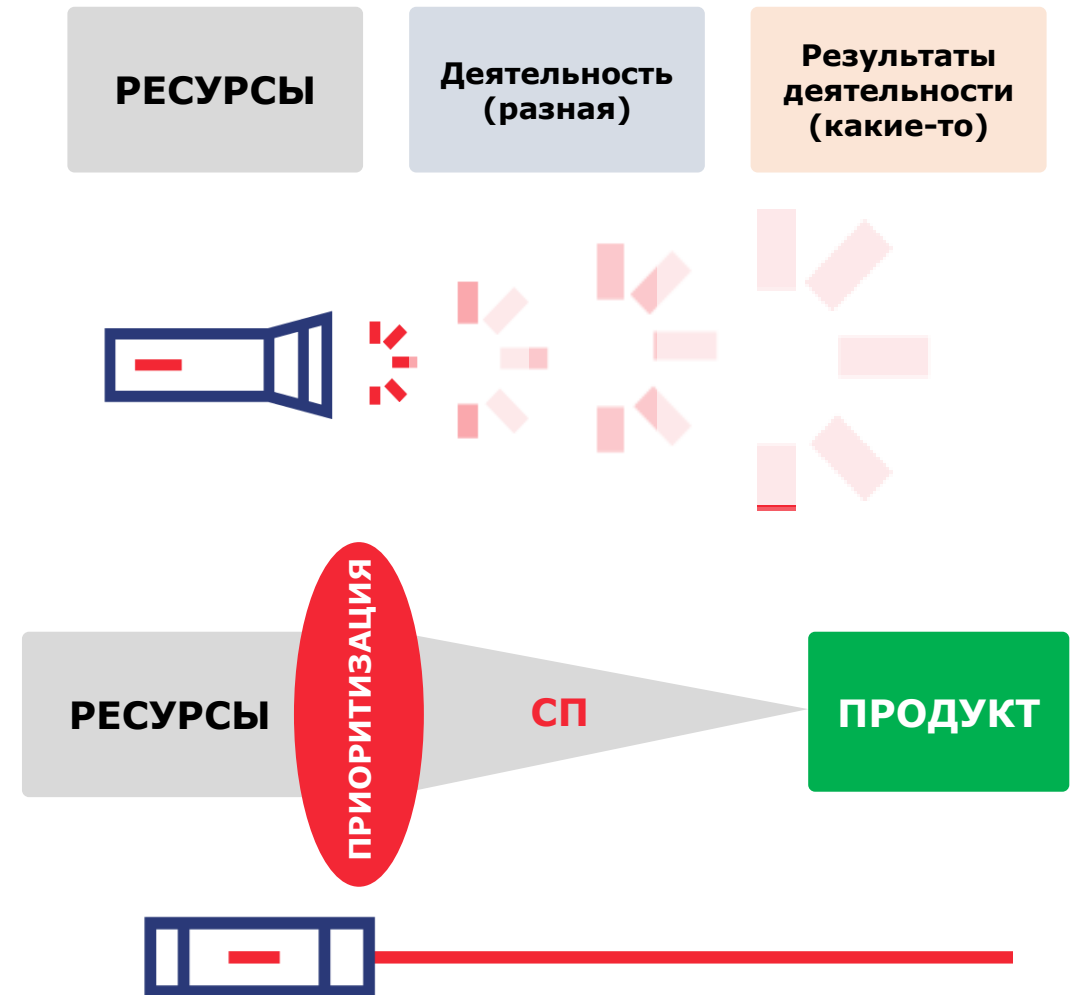 РЕСУРСЫ
Деятельность
(разная)
Результаты
деятельности
(какие-то)
РЕСУРСЫ
ПРИОРИТИЗАЦИЯ
СП
ПРОДУКТ